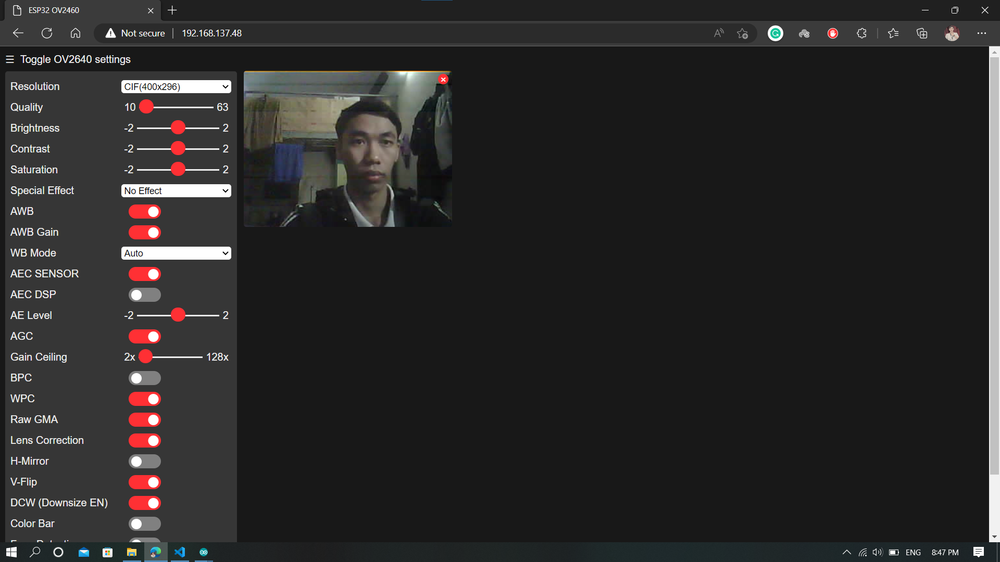 ESP32 OV2460
Not secure
192.168.137.48
Toggle OV2640 settings
Resolution CIF(400x296)
Quality 10 63
Brightness -2 2
Contrast -2 2
Saturation -2 2
Special Effect No Effect
AWB
AWB Gain
WB Mode Auto
AEC SENSOR
AEC DSP
AE Level -2 2
AGC
Gain Ceiling 2x 128x
BPC
WPC
Raw GMA
Lens Correction
H-Mirror
V-Flip
DCW (Downsize EN)
Color Bar
ENG 8:47 PM